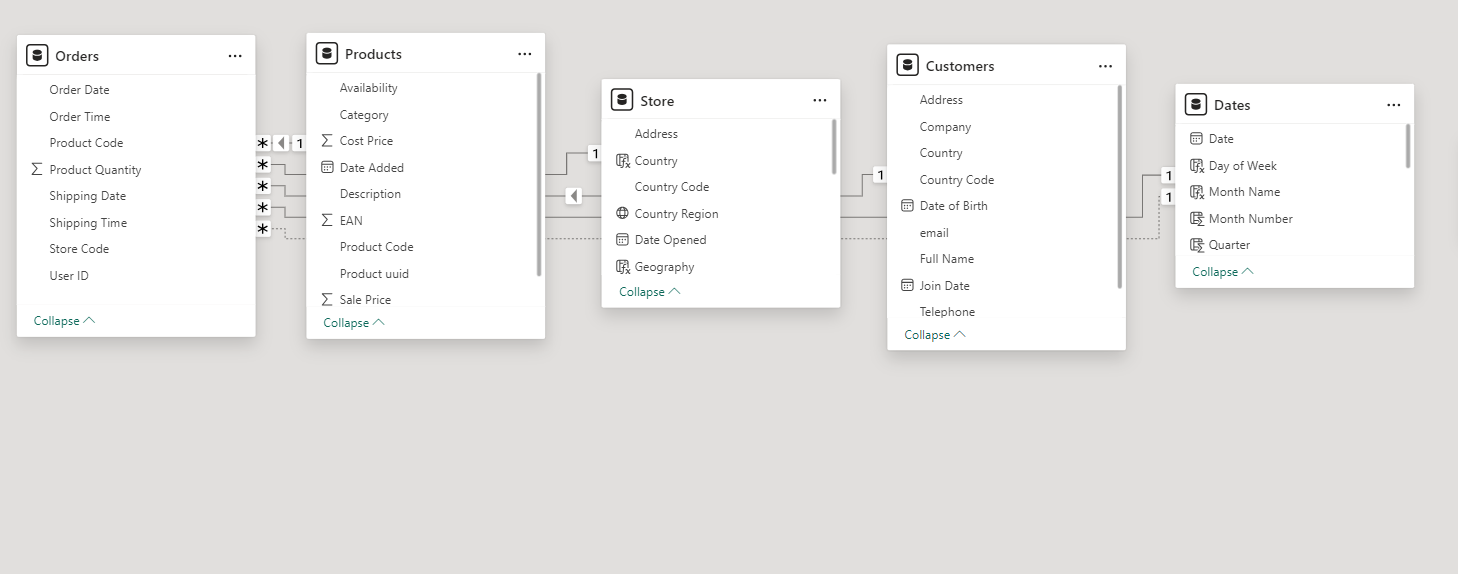 Orders
Order Date
Order Time
Product Code
Product Quantity
Shipping Date
Shipping Time
Store Code
User ID
Collapse
*
*
*
*
*
1
Products
Availability
Category
Cost Price
Date Added
Description
EAN
Product Code
Product uuid
Sale Price
Collapse
1
Store
Address
Country
Country Code
Country Region
Date Opened
Geography
Collapse
1
Customers
Address
Company
Country
Country Code
Date of Birth
email
Full Name
Join Date
Telephone
Collapse
1
1
Dates
Date
Day of Week
Month Name
Month Number
Quarter
Collapse